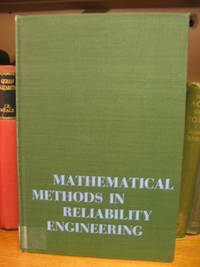 MATHEMATICAL
METHODS IN
RELIABILITY
ENGINEERING